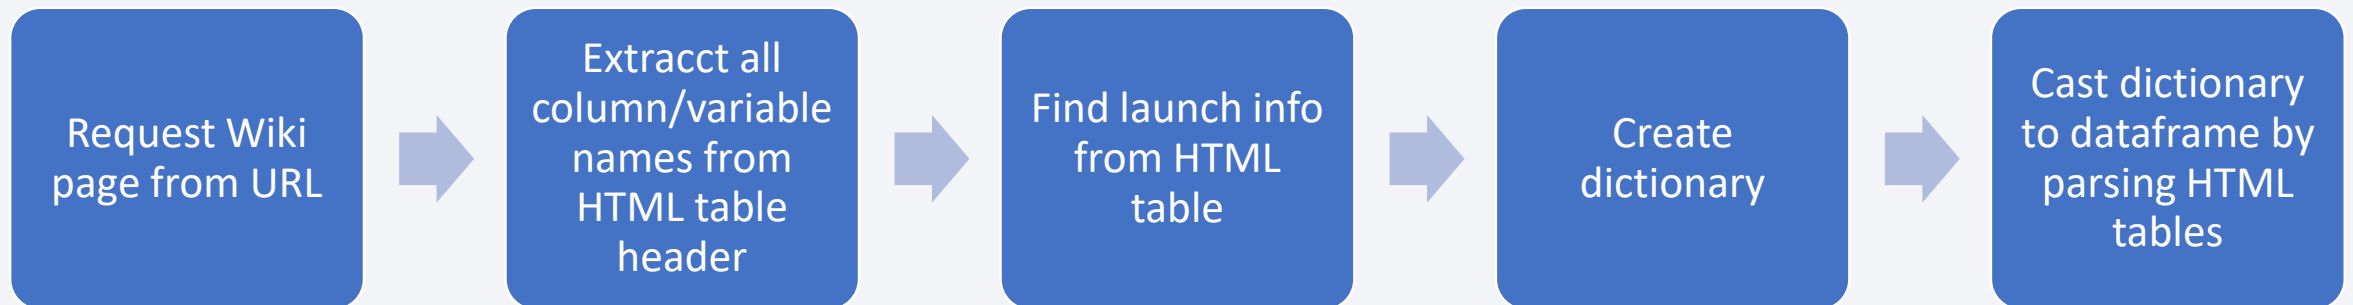 Request Wiki
page from URL
Extracct all
column/variable
names from
HTML table
header
Find launch info
from HTML
table
Create
dictionary
Cast dictionary
to dataframe by
parsing HTML
tables